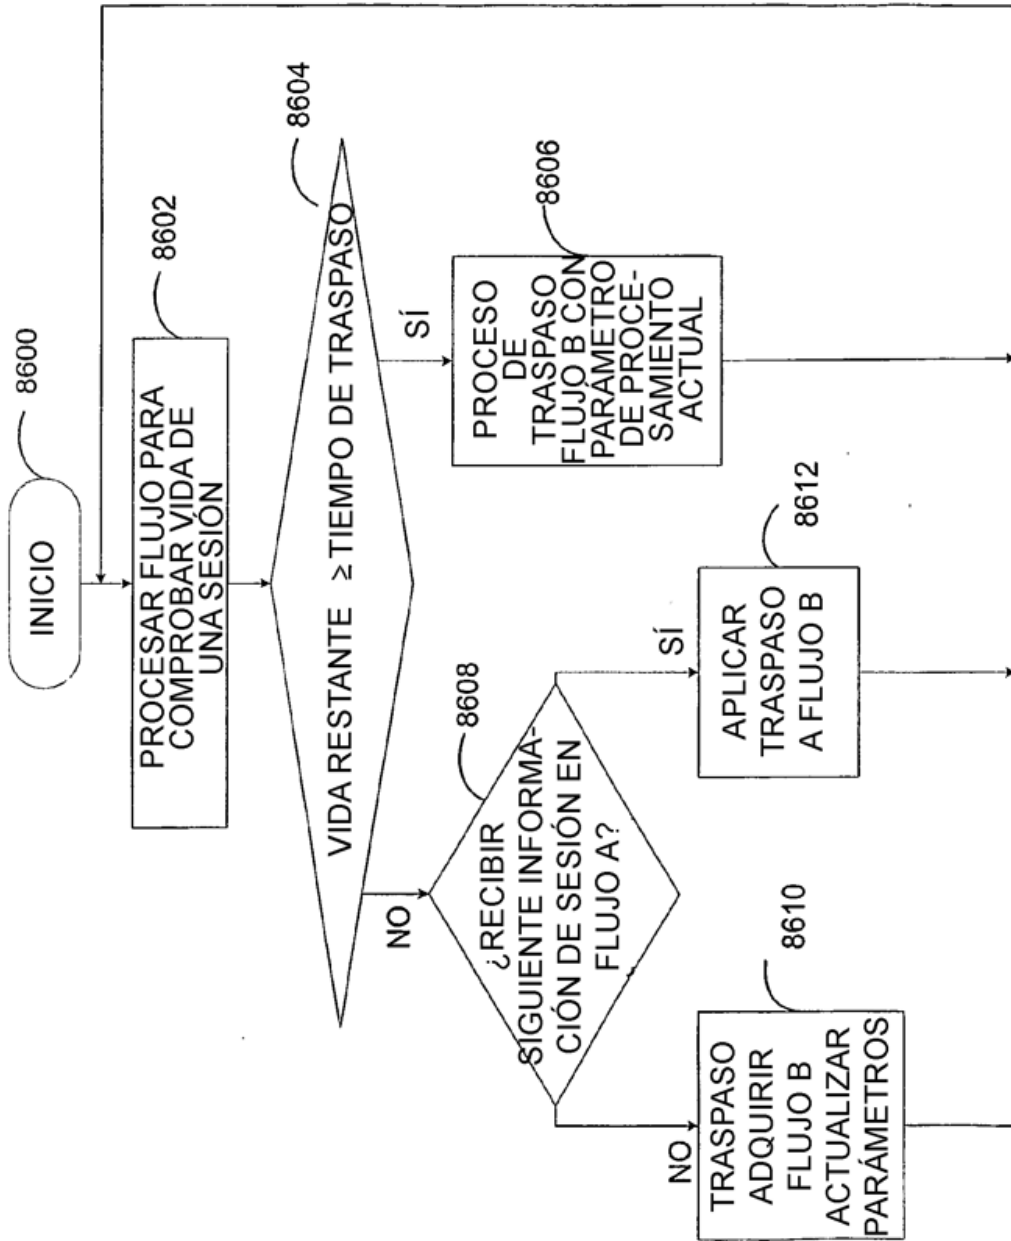 INICIO
8600
PROCESAR FLUJO PARA
COMPROBAR VIDA DE
UNA SESIÓN
8602
VIDA RESTANTE ≥ TIEMPO DE TRASPASO
8604
SÍ
PROCESO
DE
TRASPASO
FLUJO B CON
PARÁMETRO
DE PROCE-
SAMIENTO
ACTUAL
8606
NO
¿RECIBIR
SIGUIENTE INFORMA-
CIÓN DE SESIÓN EN
FLUJO A?
8608
SÍ
APLICAR
TRASPASO
A FLUJO B
8612
NO
TRASPASO
ADQUIRIR
FLUJO B
ACTUALIZAR
PARÁMETROS
8610